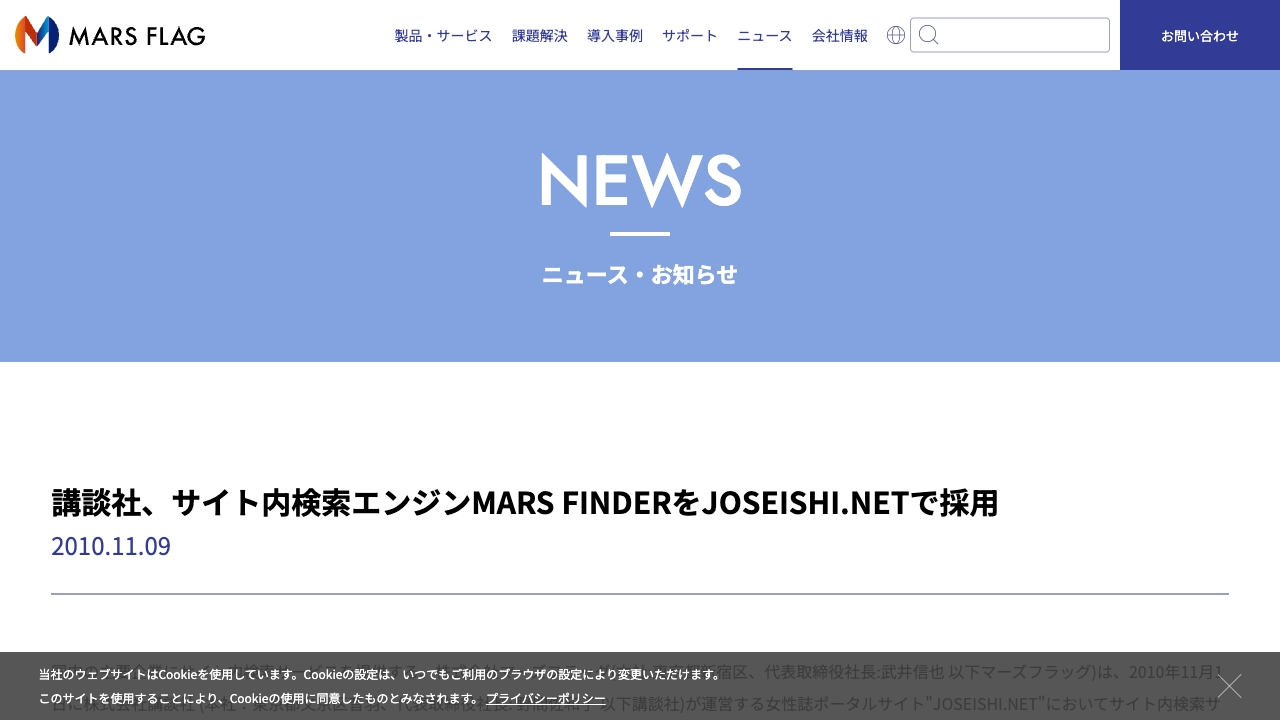 MARS FLAG
製品・サービス 課題解決 導入事例 サポート ニュース 会社情報
お問い合わせ
NEWS
ニュース・お知らせ
講談社、サイト内検索エンジンMARS FINDERをJOSEISHI.NETで採用
2010.11.09
当社のウェブサイトはCookieを使用しています。Cookieの設定は、いつでもご利用のブラウザの設定により変更いただけます。
このサイトを使用することにより、Cookieの使用に同意したものとみなされます。 プライバシーポリシー
区、代表取締役社長:武井信也 以下マーズフラッグ)は、2010年11月1
以下講談社)が運営する女性誌ポータルサイト"JOSEISHI.NET"においてサイト内検索サ